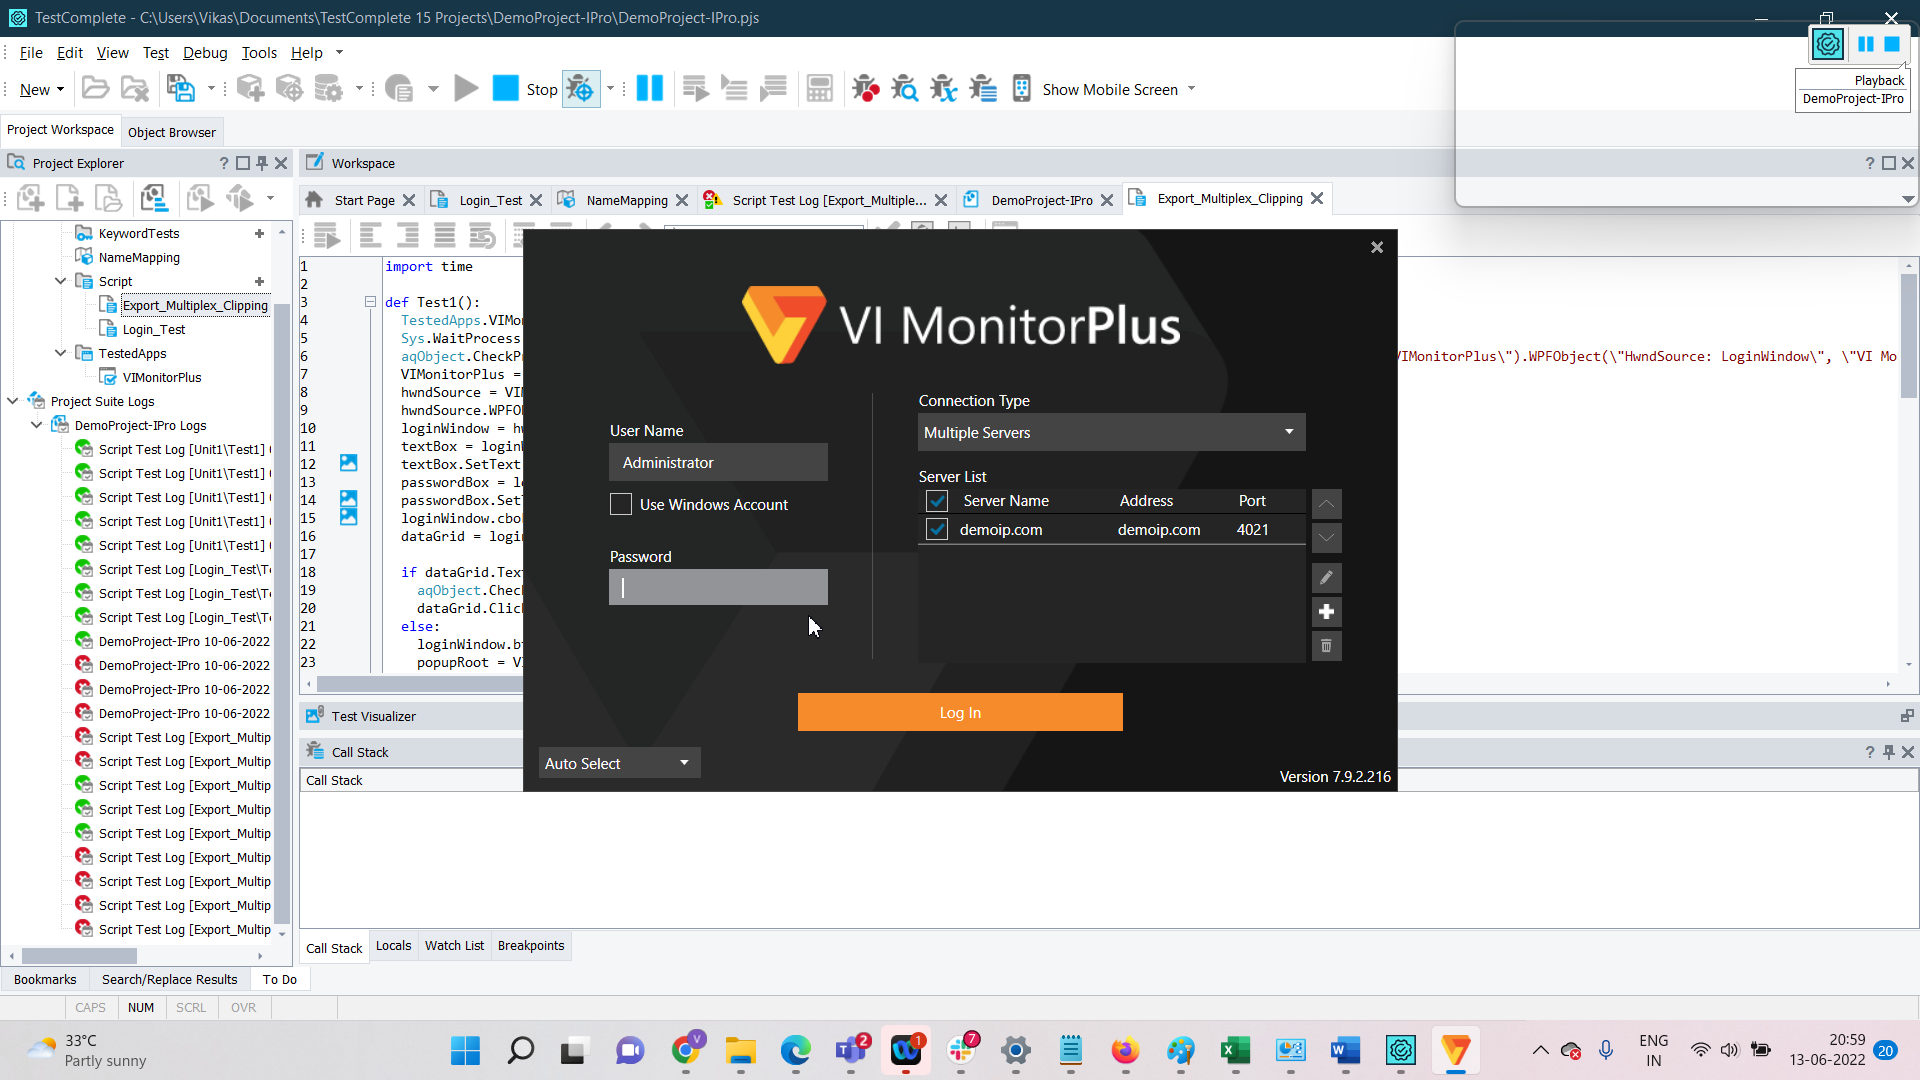 TestComplete - C:\Users\Vikas\Documents\TestComplete 15 Projects\DemoProject-IPro\DemoProject-IPro.pjs
File Edit View Test Debug Tools Help
New Stop Show Mobile Screen
Playback
DemoProject-IPro
Project Workspace Object Browser
Project Explorer ?
Workspace ?
Start Page Login_Test NameMapping Script Test Log [Export_Multiple... DemoProject-IPro Export_Multiplex_Clipping
KeywordTests
NameMapping
Script
Export_Multiplex_Clipping
Login_Test
TestedApps
VIMonitorPlus
Project Suite Logs
DemoProject-IPro Logs
Script Test Log [Unit1\Test1]
Script Test Log [Unit1\Test1]
Script Test Log [Unit1\Test1]
Script Test Log [Unit1\Test1]
Script Test Log [Unit1\Test1]
Script Test Log [Login_Test\T
Script Test Log [Login_Test\T
Script Test Log [Login_Test\T
DemoProject-IPro 10-06-2022
DemoProject-IPro 10-06-2022
DemoProject-IPro 10-06-2022
DemoProject-IPro 10-06-2022
Script Test Log [Export_Multip
Script Test Log [Export_Multip
Script Test Log [Export_Multip
Script Test Log [Export_Multip
Script Test Log [Export_Multip
Script Test Log [Export_Multip
Script Test Log [Export_Multip
Script Test Log [Export_Multip
Script Test Log [Export_Multip
1 import time
2
3 def Test1():
4 TestedApps.VIMo
5 Sys.WaitProcess
6 aqObject.CheckP
VIMonitorPlus\").WPFObject(\"HwndSource: LoginWindow\", \"VI Mo
7 VIMonitorPlus =
8 hwndSource = VI
9 hwndSource.WPFO
10 loginWindow = h
11 textBox = login
12 textBox.SetText
13 passwordBox = l
14 passwordBox.SetT
15 loginWindow.cbo
16 dataGrid = login
17
18 if dataGrid.Tex
19 aqObject.Chec
20 dataGrid.Clic
21 else:
22 loginWindow.b
23 popupRoot = V
VI MonitorPlus
User Name
Administrator
Use Windows Account
Password
Connection Type
Multiple Servers
Server List
Server Name Address Port
demoip.com demoip.com 4021
Log In
Auto Select
Version 7.9.2.216
Test Visualizer
Call Stack ?
Call Stack
Call Stack Locals Watch List Breakpoints
Bookmarks Search/Replace Results To Do
CAPS NUM SCRL OVR
33°C
Partly sunny
V 2 1 7
ENG
IN
20:59
13-06-2022
20